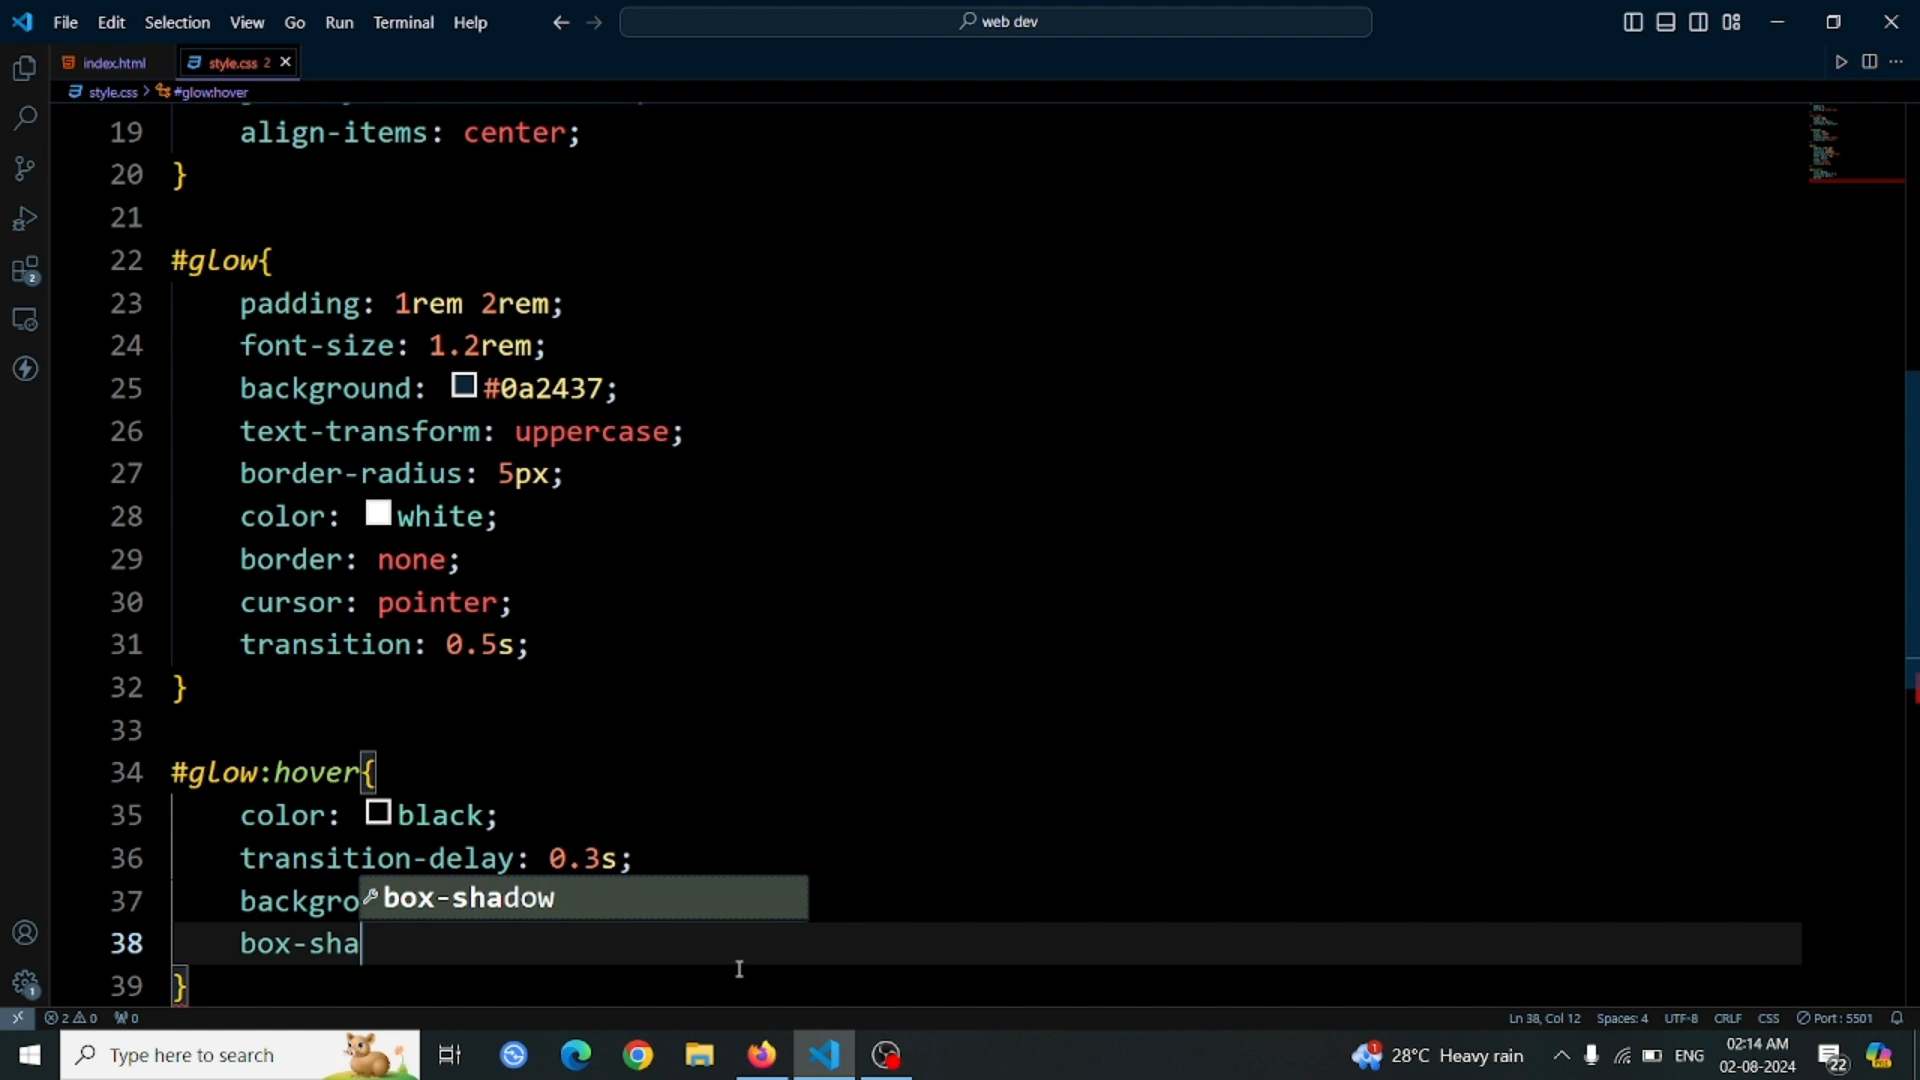 File Edit Selection View Go Run Terminal Help
web dev
index.html
style.css 2
style.css > #glow:hover
19 align-items: center;
20 }
21
22 #glow{
23 padding: 1rem 2rem;
24 font-size: 1.2rem;
25 background: #0a2437;
26 text-transform: uppercase;
27 border-radius: 5px;
28 color: white;
29 border: none;
30 cursor: pointer;
31 transition: 0.5s;
32 }
33
34 #glow:hover{
35 color: black;
36 transition-delay: 0.3s;
37 backgro
box-shadow
38 box-sha
39 }
2 0 0
Ln 38, Col 12 Spaces: 4 UTF-8 CRLF CSS Port : 5501
Type here to search
28°C Heavy rain
ENG
02:14 AM
02-08-2024
22